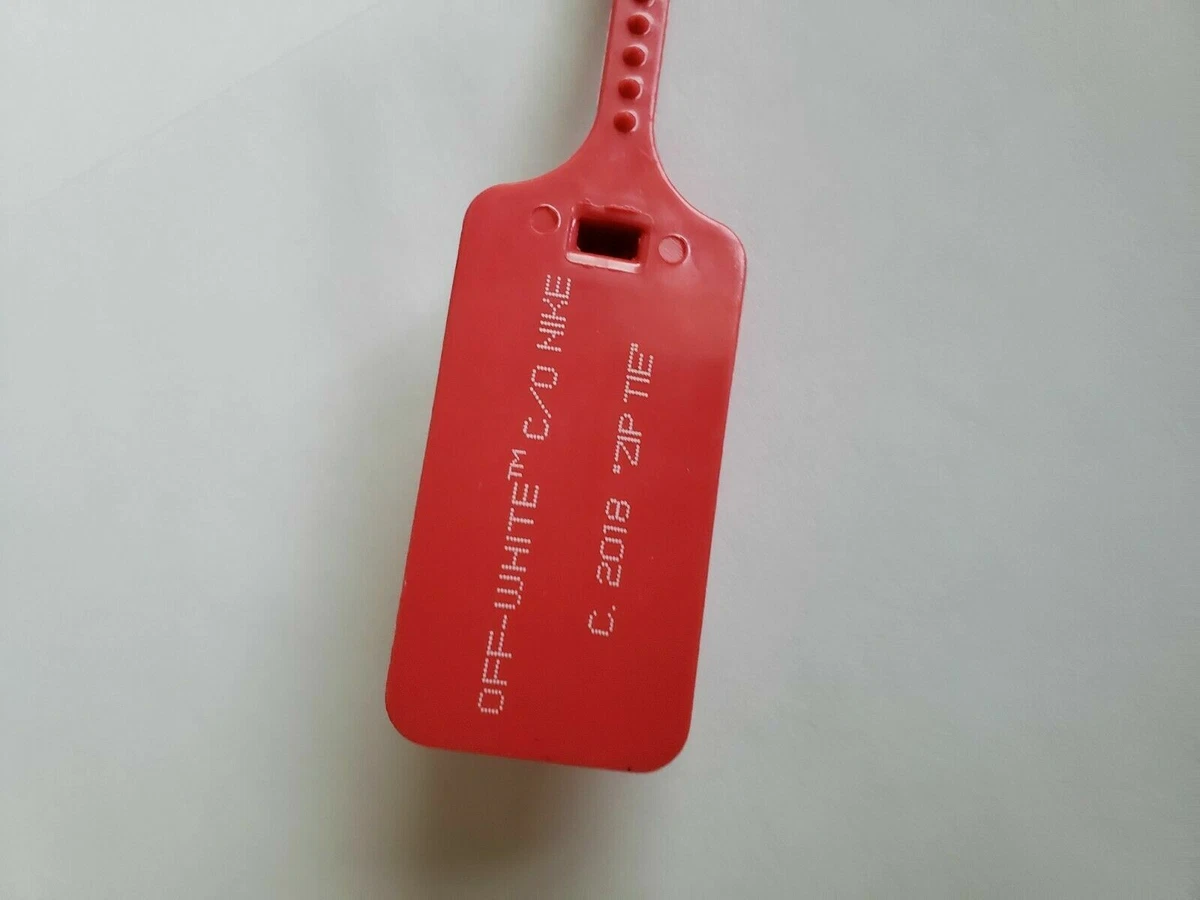 OFF-WHITE™ C/O NIKE
C. 2018 "ZIP TIE"